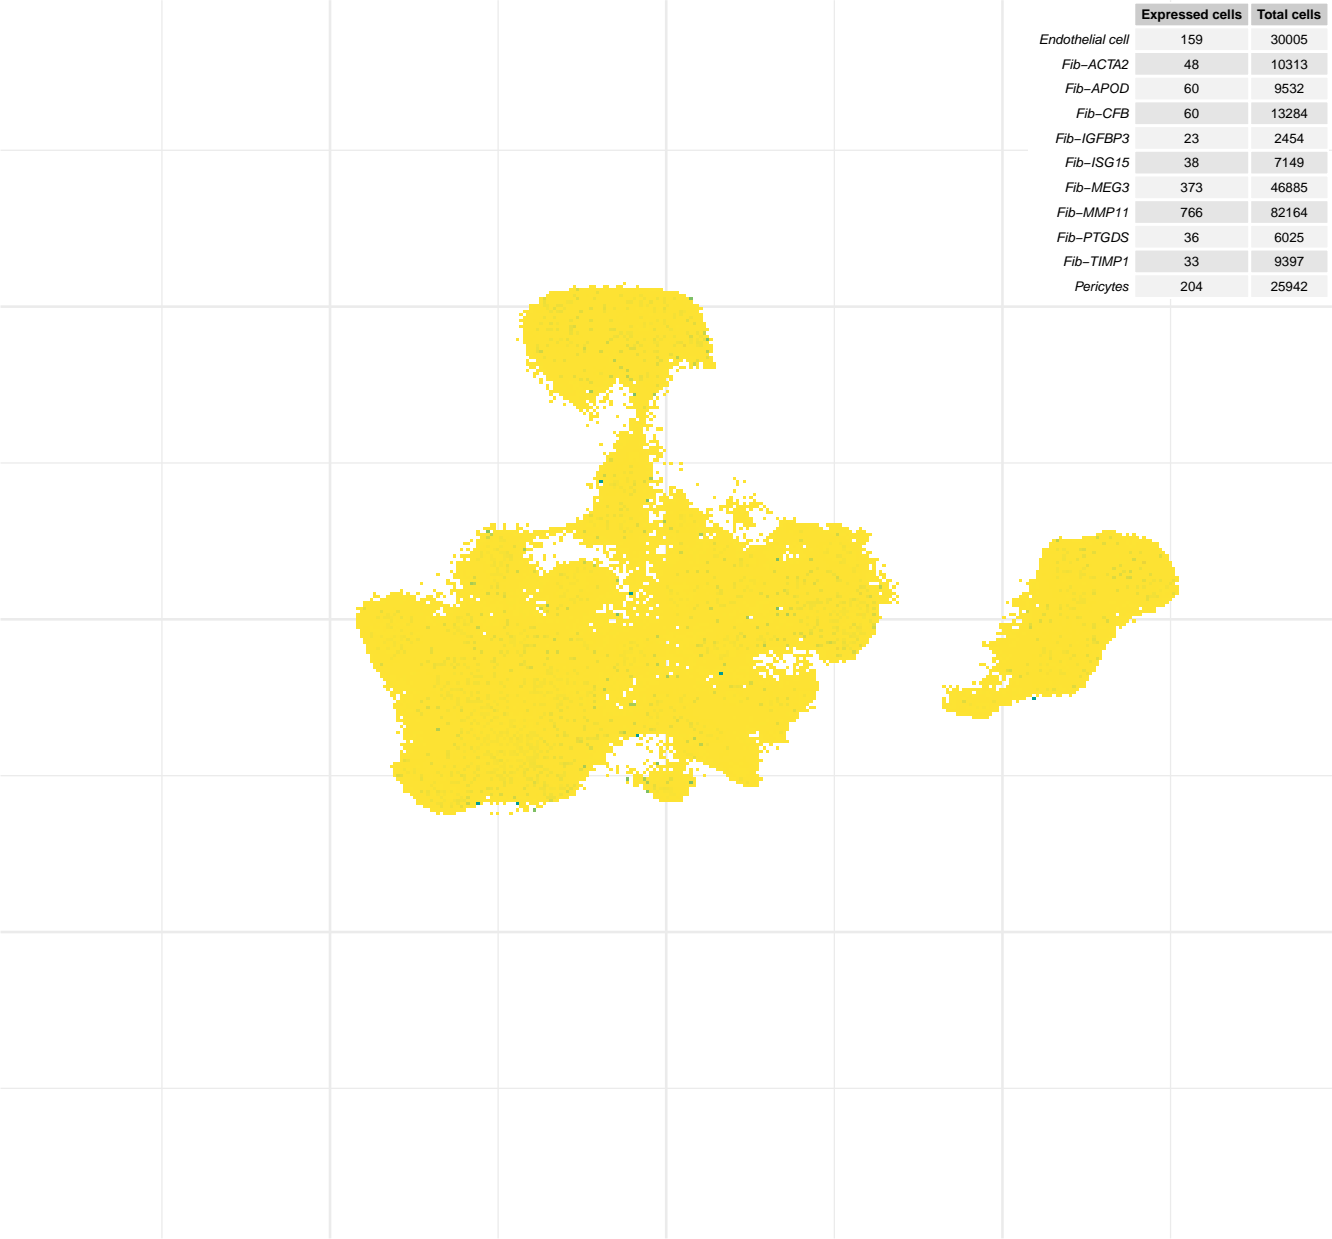 Expressed cells Total cells
Endothelial cell 159 30005
Fib−ACTA2 48 10313
Fib−APOD 60 9532
Fib−CFB 60 13284
Fib−IGFBP3 23 2454
Fib−ISG15 38 7149
Fib−MEG3 373 46885
Fib−MMP11 766 82164
Fib−PTGDS 36 6025
Fib−TIMP1 33 9397
Pericytes 204 25942